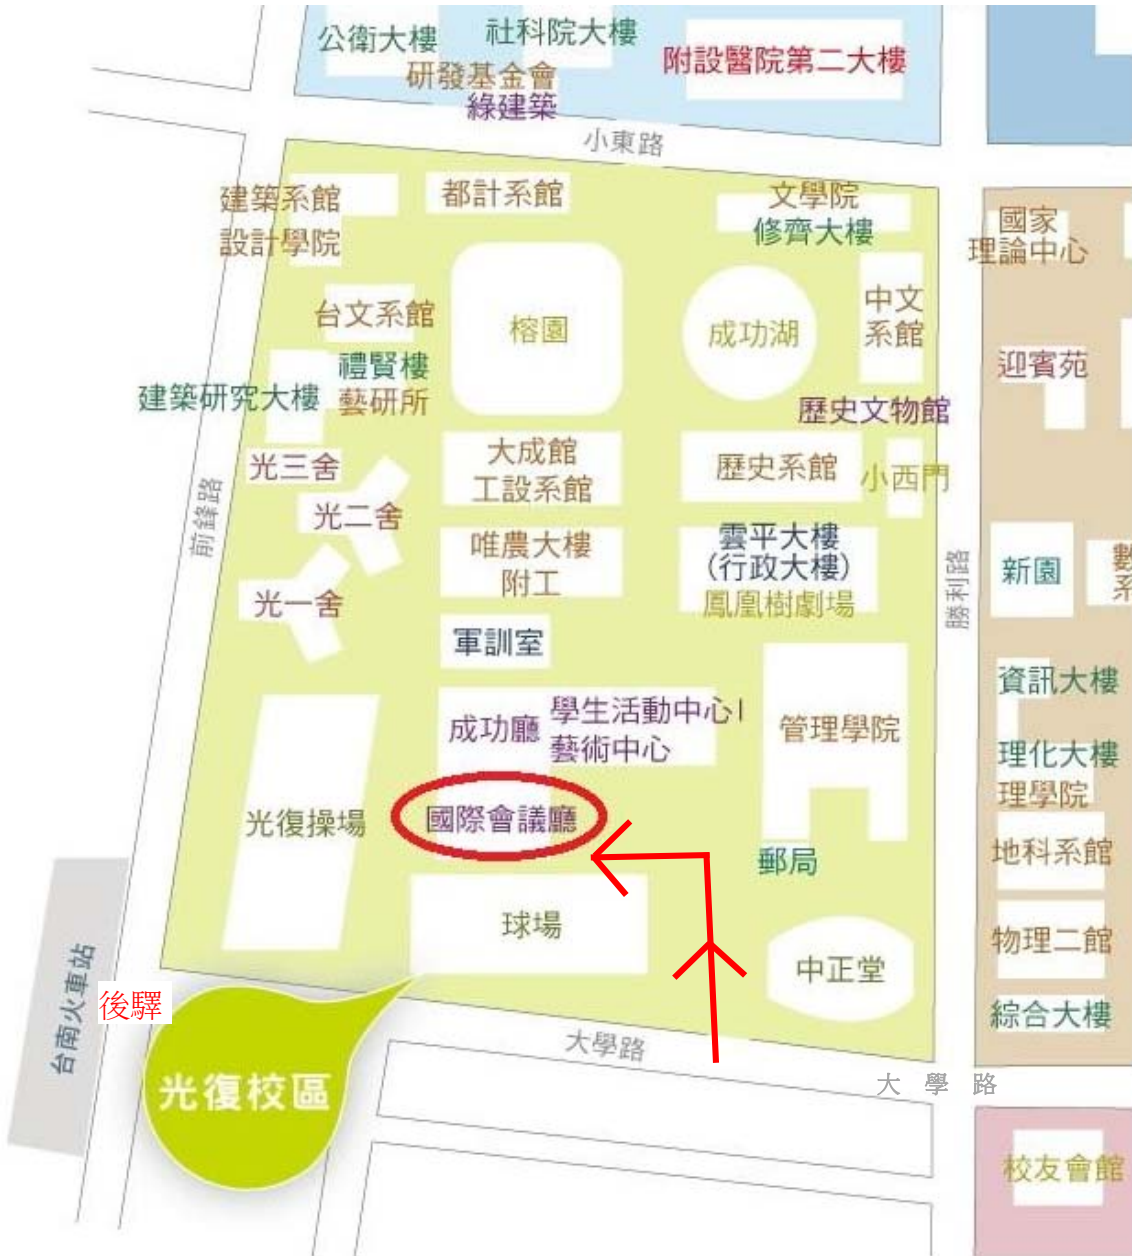 公衛大樓
社科院大樓
研發基金會
綠建築
附設醫院第二大樓
小東路
建築系館
設計學院
都計系館
文學院
修齊大樓
國家
理論中心
台文系館
榕園
成功湖
中文
系館
禮賢樓
藝研所
建築研究大樓
迎賓苑
歷史文物館
光三舍
大成館
工設系館
歷史系館
小西門
光二舍
前鋒路
唯農大樓
附工
雲平大樓
(行政大樓)
鳳凰樹劇場
勝利路
新園
數
系
光一舍
軍訓室
成功廳
學生活動中心I
藝術中心
管理學院
資訊大樓
理化大樓
理學院
光復操場
國際會議廳
郵局
地科系館
球場
中正堂
物理二館
綜合大樓
台南火車站
後驛
大學路
大學路
光復校區
校友會館